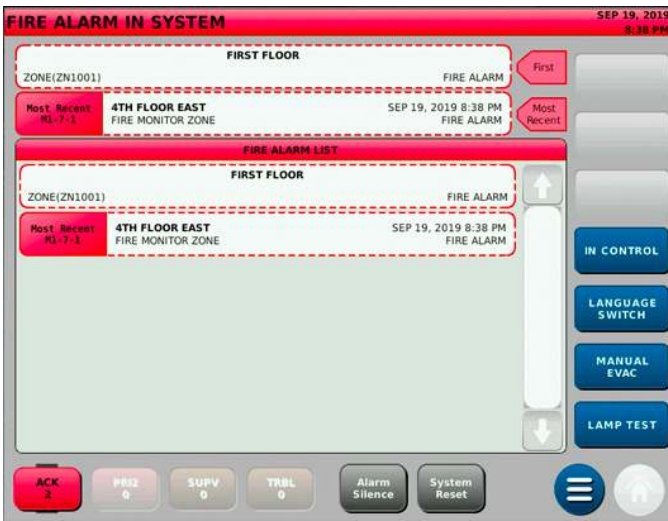 FIRE ALARM IN SYSTEM
SEP 19, 2019
8:38 PM
FIRST FLOOR
ZONE(ZN1001) FIRE ALARM
First
Most Recent 4TH FLOOR EAST SEP 19, 2019 8:38 PM
M1-7-1 FIRE MONITOR ZONE FIRE ALARM
Most
Recent
FIRE ALARM LIST
FIRST FLOOR
ZONE(ZN1001) FIRE ALARM
Most Recent 4TH FLOOR EAST SEP 19, 2019 8:38 PM
M1-7-1 FIRE MONITOR ZONE FIRE ALARM
IN CONTROL
LANGUAGE
SWITCH
MANUAL
EVAC
LAMP TEST
ACK
2
PRI2
0
SUPV
0
TRBL
0
Alarm
Silence
System
Reset